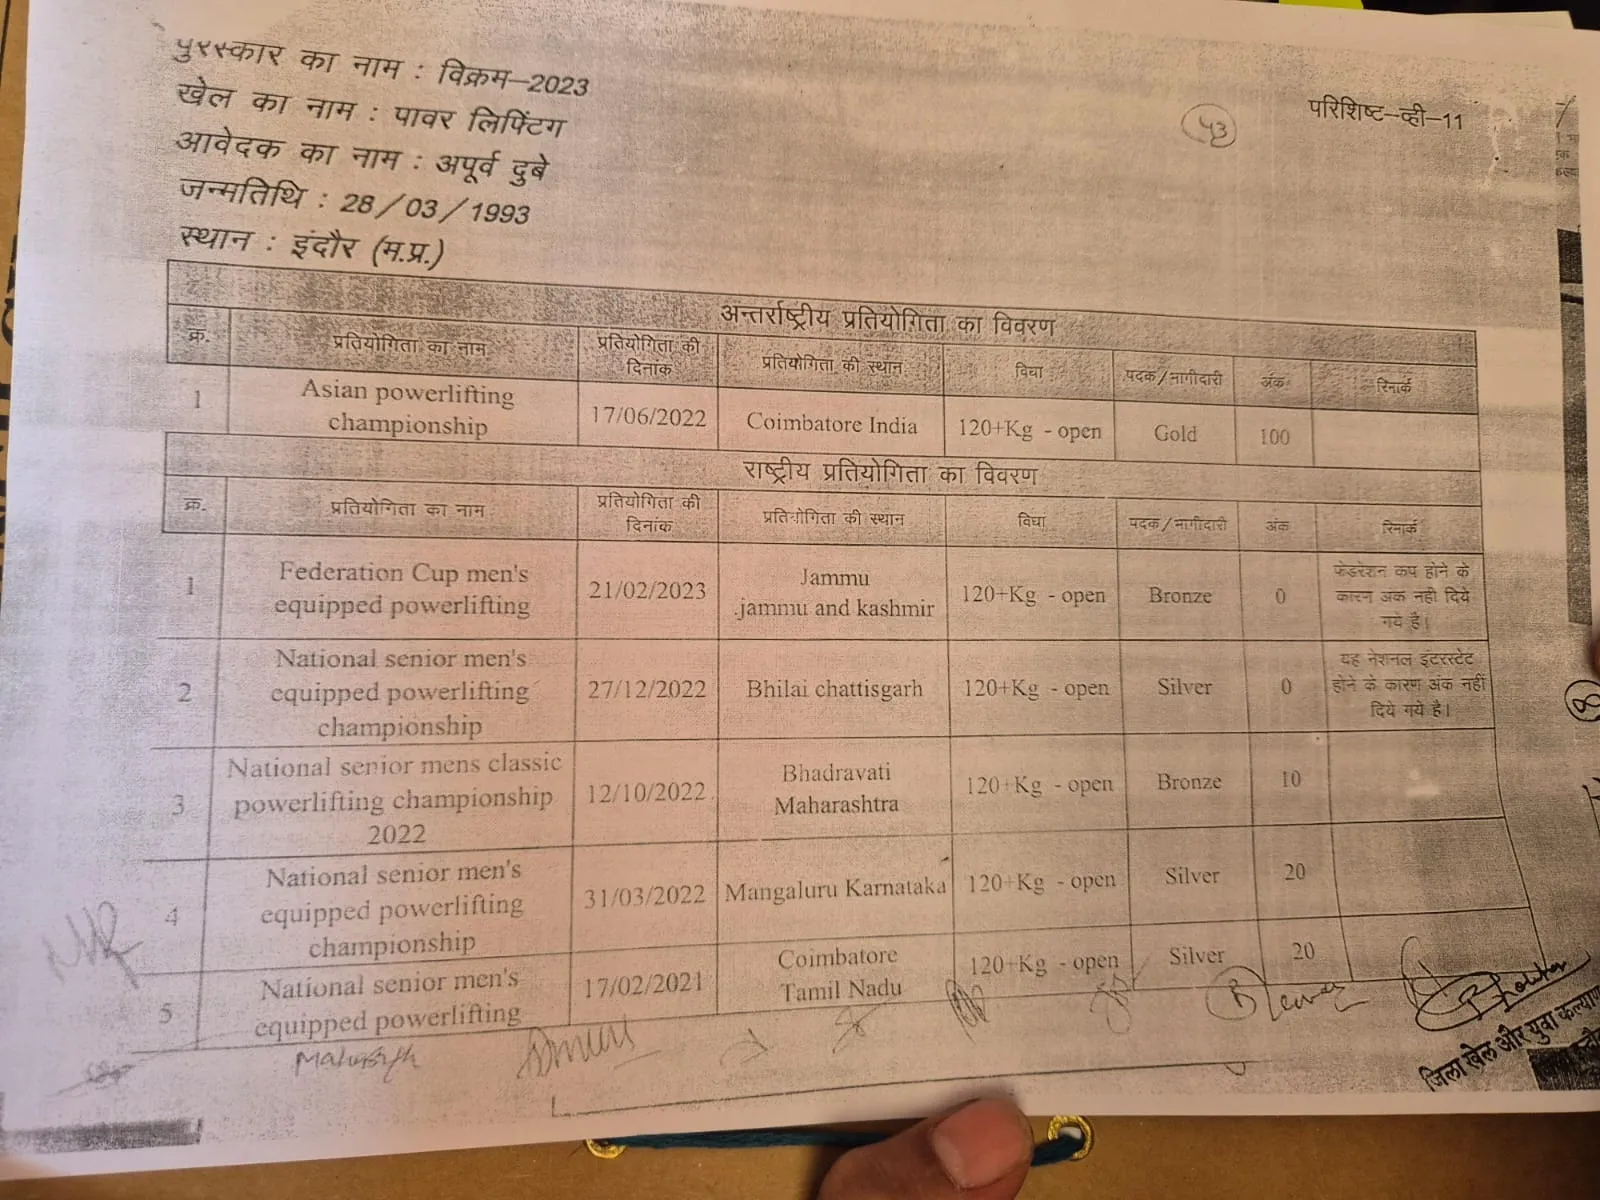 पुरस्कार का नाम : विक्रम–2023
खेल का नाम : पावर लिफ्टिंग
आवेदक का नाम : अपूर्व दुबे
जन्मतिथि : 28/03/1993
स्थान : इंदौर (म.प्र.)
43
परिशिष्ट–व्ही–11
अन्तर्राष्ट्रीय प्रतियोगिता का विवरण
क्र. प्रतियोगिता का नाम प्रतियोगिता की दिनांक प्रतियोगिता की स्थान विधा पदक/भागीदारी अंक रिमार्क
1 Asian powerlifting championship 17/06/2022 Coimbatore India 120+Kg - open Gold 100
राष्ट्रीय प्रतियोगिता का विवरण
क्र. प्रतियोगिता का नाम प्रतियोगिता की दिनांक प्रतियोगिता की स्थान विधा पदक/भागीदारी अंक रिमार्क
1 Federation Cup men's equipped powerlifting 21/02/2023 Jammu .jammu and kashmir 120+Kg - open Bronze 0 फेडरेशन कप होने के कारण अंक नही दिये गये है।
2 National senior men's equipped powerlifting championship 27/12/2022 Bhilai chattisgarh 120+Kg - open Silver 0 यह नेशनल इंटरस्टेट होने के कारण अंक नहीं दिये गये है।
3 National senior mens classic powerlifting championship 2022 12/10/2022 Bhadravati Maharashtra 120+Kg - open Bronze 10
4 National senior men's equipped powerlifting championship 31/03/2022 Mangaluru Karnataka 120+Kg - open Silver 20
5 National senior men's equipped powerlifting 17/02/2021 Coimbatore Tamil Nadu 120+Kg - open Silver 20
जिला खेल और युवा कल्याण